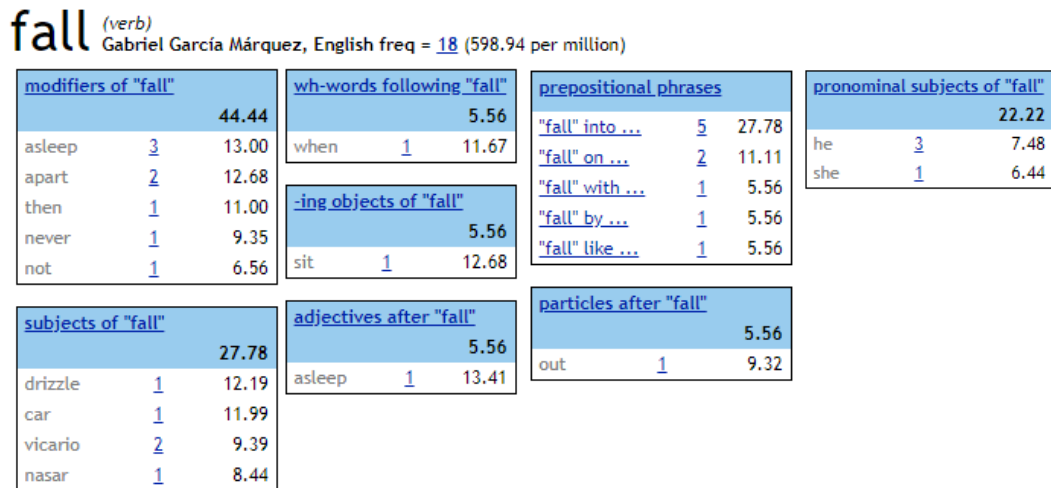 fall (verb)
Gabriel García Márquez, English freq = 18 (598.94 per million)
modifiers of "fall"
44.44
asleep 3 13.00
apart 2 12.68
then 1 11.00
never 1 9.35
not 1 6.56
subjects of "fall"
27.78
drizzle 1 12.19
car 1 11.99
vicario 2 9.39
nasar 1 8.44
wh-words following "fall"
5.56
when 1 11.67
-ing objects of "fall"
5.56
sit 1 12.68
adjectives after "fall"
5.56
asleep 1 13.41
prepositional phrases
"fall" into ... 5 27.78
"fall" on ... 2 11.11
"fall" with ... 1 5.56
"fall" by ... 1 5.56
"fall" like ... 1 5.56
particles after "fall"
5.56
out 1 9.32
pronominal subjects of "fall"
22.22
he 3 7.48
she 1 6.44